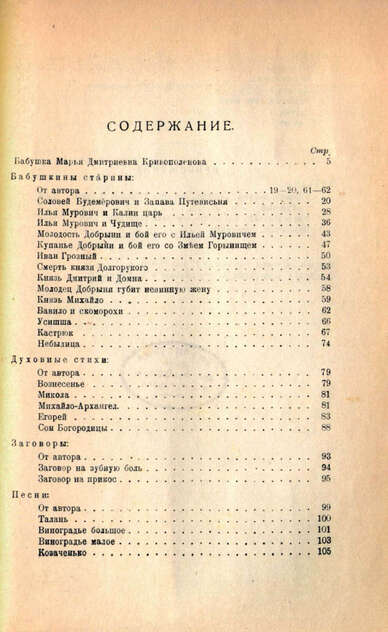 СОДЕРЖАНИЕ.
Стр.
Бабушка Марья Дмитриевна Кривополенова . . . 5
Бабушкины старины:
От автора . . . 19—20, 61—62
Соловей Будемёрович и Запава Путевисьня . . . 20
Илья Мурович и Калин царь . . . 28
Илья Мурович и Чудище . . . 36
Молодость Добрыни и бой его с Ильей Муровичем . . . 43
Купанье Добрыйи и бой его со Змеём Горынищем . . . 47
Иван Грозный . . . 50
Смерть князя Долгорукого . . . 53
Князь Дмитрий и Домна . . . 54
Молодец Добрыня губит невинную жену . . . 58
Князь Михайло . . . 59
Вавило и скоморохи . . . 62
Усишша . . . 66
Кастрюк . . . 67
Небылица . . . 74
Духовные стихи:
От автора . . . 79
Вознесенье . . . 79
Микола . . . 81
Михайло-Архангел . . . 81
Егорей . . . 83
Сон Богородицы . . . 88
Заговоры:
От автора . . . 93
Заговор на зубную боль . . . 94
Заговор на прикос . . . 95
Песни:
От автора . . . 99
Талань . . . 100
Виноградье большое . . . 101
Виноградье малое . . . 103
Коваченько . . . 105